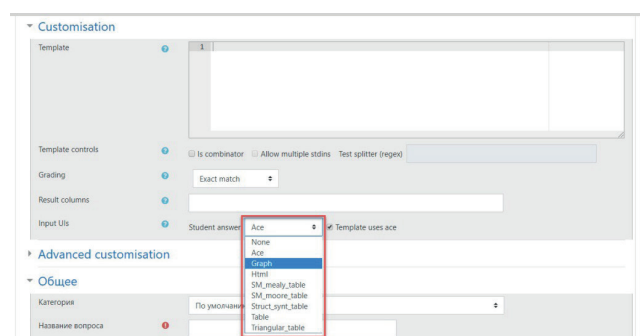 Customisation
Template
1
Template controls
Is combinator Allow multiple stdins Test splitter (regex)
Grading
Exact match
Result columns
Input UIs
Student answer Ace Template uses ace
None
Ace
Graph
Html
SM_mealy_table
SM_moore_table
Struct_synt_table
Table
Triangular_table
Advanced customisation
Общее
Категория
По умолчанию
Название вопроса